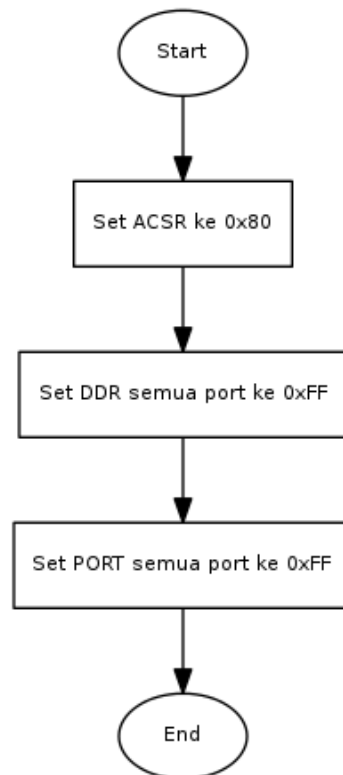 Start
Set ACSR ke 0x80
Set DDR semua port ke 0xFF
Set PORT semua port ke 0xFF
End